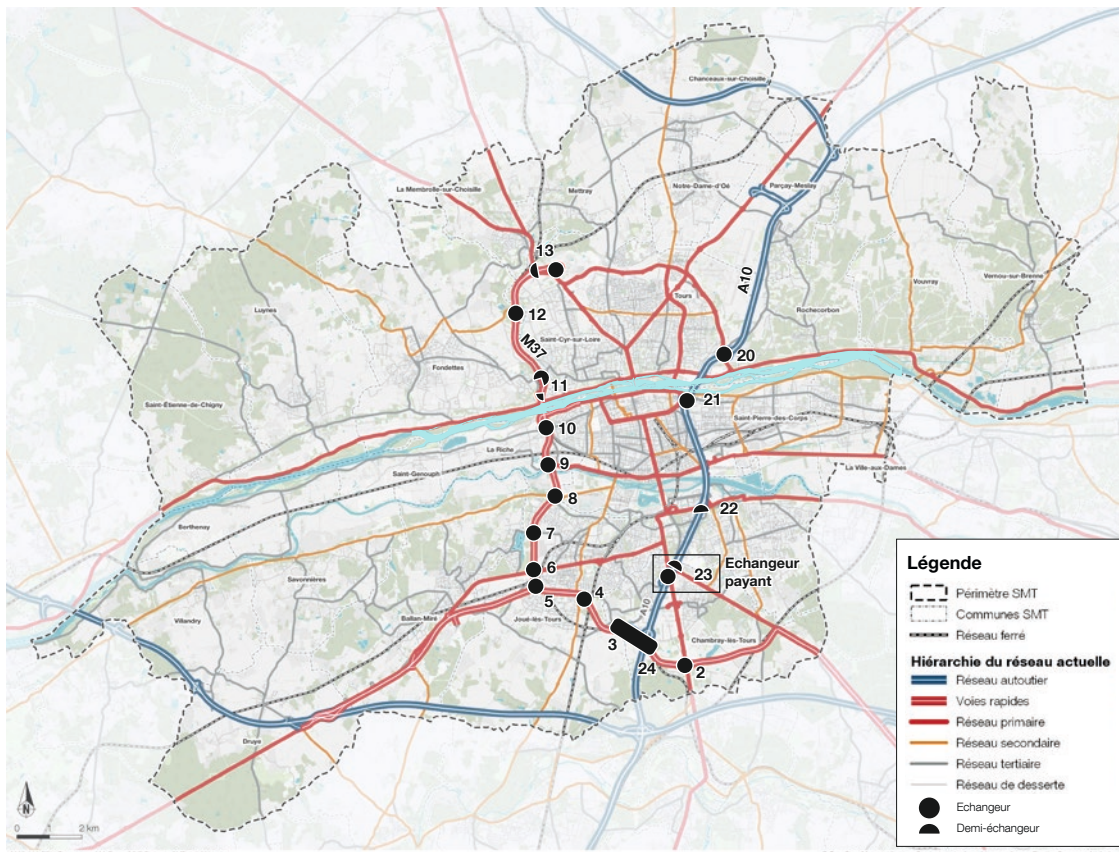 Chanceaux-sur-Choisille
La Membrolle-sur-Choisille
Mettray
Notre-Dame-d'Oé
Parçay-Meslay
13
A10
Vernou-sur-Brenne
Vouvray
Tours
Luynes
12
Rochecorbon
Saint-Cyr-sur-Loire
M37
20
Fondettes
11
Saint-Étienne-de-Chigny
21
Saint-Pierre-des-Corps
10
La Riche
9
Saint-Genouph
La Ville-aux-Dames
8
22
Berthenay
7
Echangeur
payant
6
23
Savonnières
5
4
A10
Villandry
Ballan-Miré
Joué-lès-Tours
3
Chambray-lès-Tours
24
2
Druye
N
0 1 2 km
Légende
Périmètre SMT
Communes SMT
Réseau ferré
Hiérarchie du réseau actuelle
Réseau autoutier
Voies rapides
Réseau primaire
Réseau secondaire
Réseau tertiaire
Réseau de desserte
Echangeur
Demi-échangeur